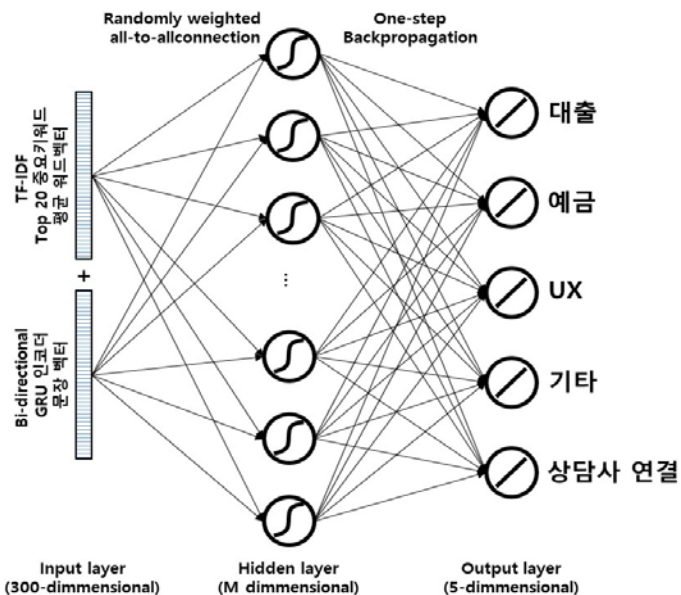 Randomly weighted
all-to-allconnection
One-step
Backpropagation
TF-IDF
Top 20 중요키워드
평균 워드벡터
+
Bi-directional
GRU 인코더
문장 벡터
...
대출
예금
UX
기타
상담사 연결
Input layer
(300-dimmensional)
Hidden layer
(M dimmensional)
Output layer
(5-dimmensional)